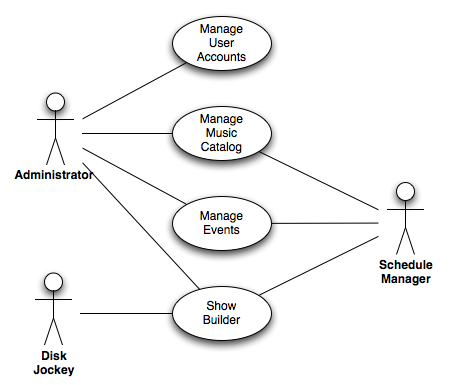 Manage
User
Accounts
Manage
Music
Catalog
Administrator
Manage
Events
Schedule
Manager
Show
Builder
Disk
Jockey